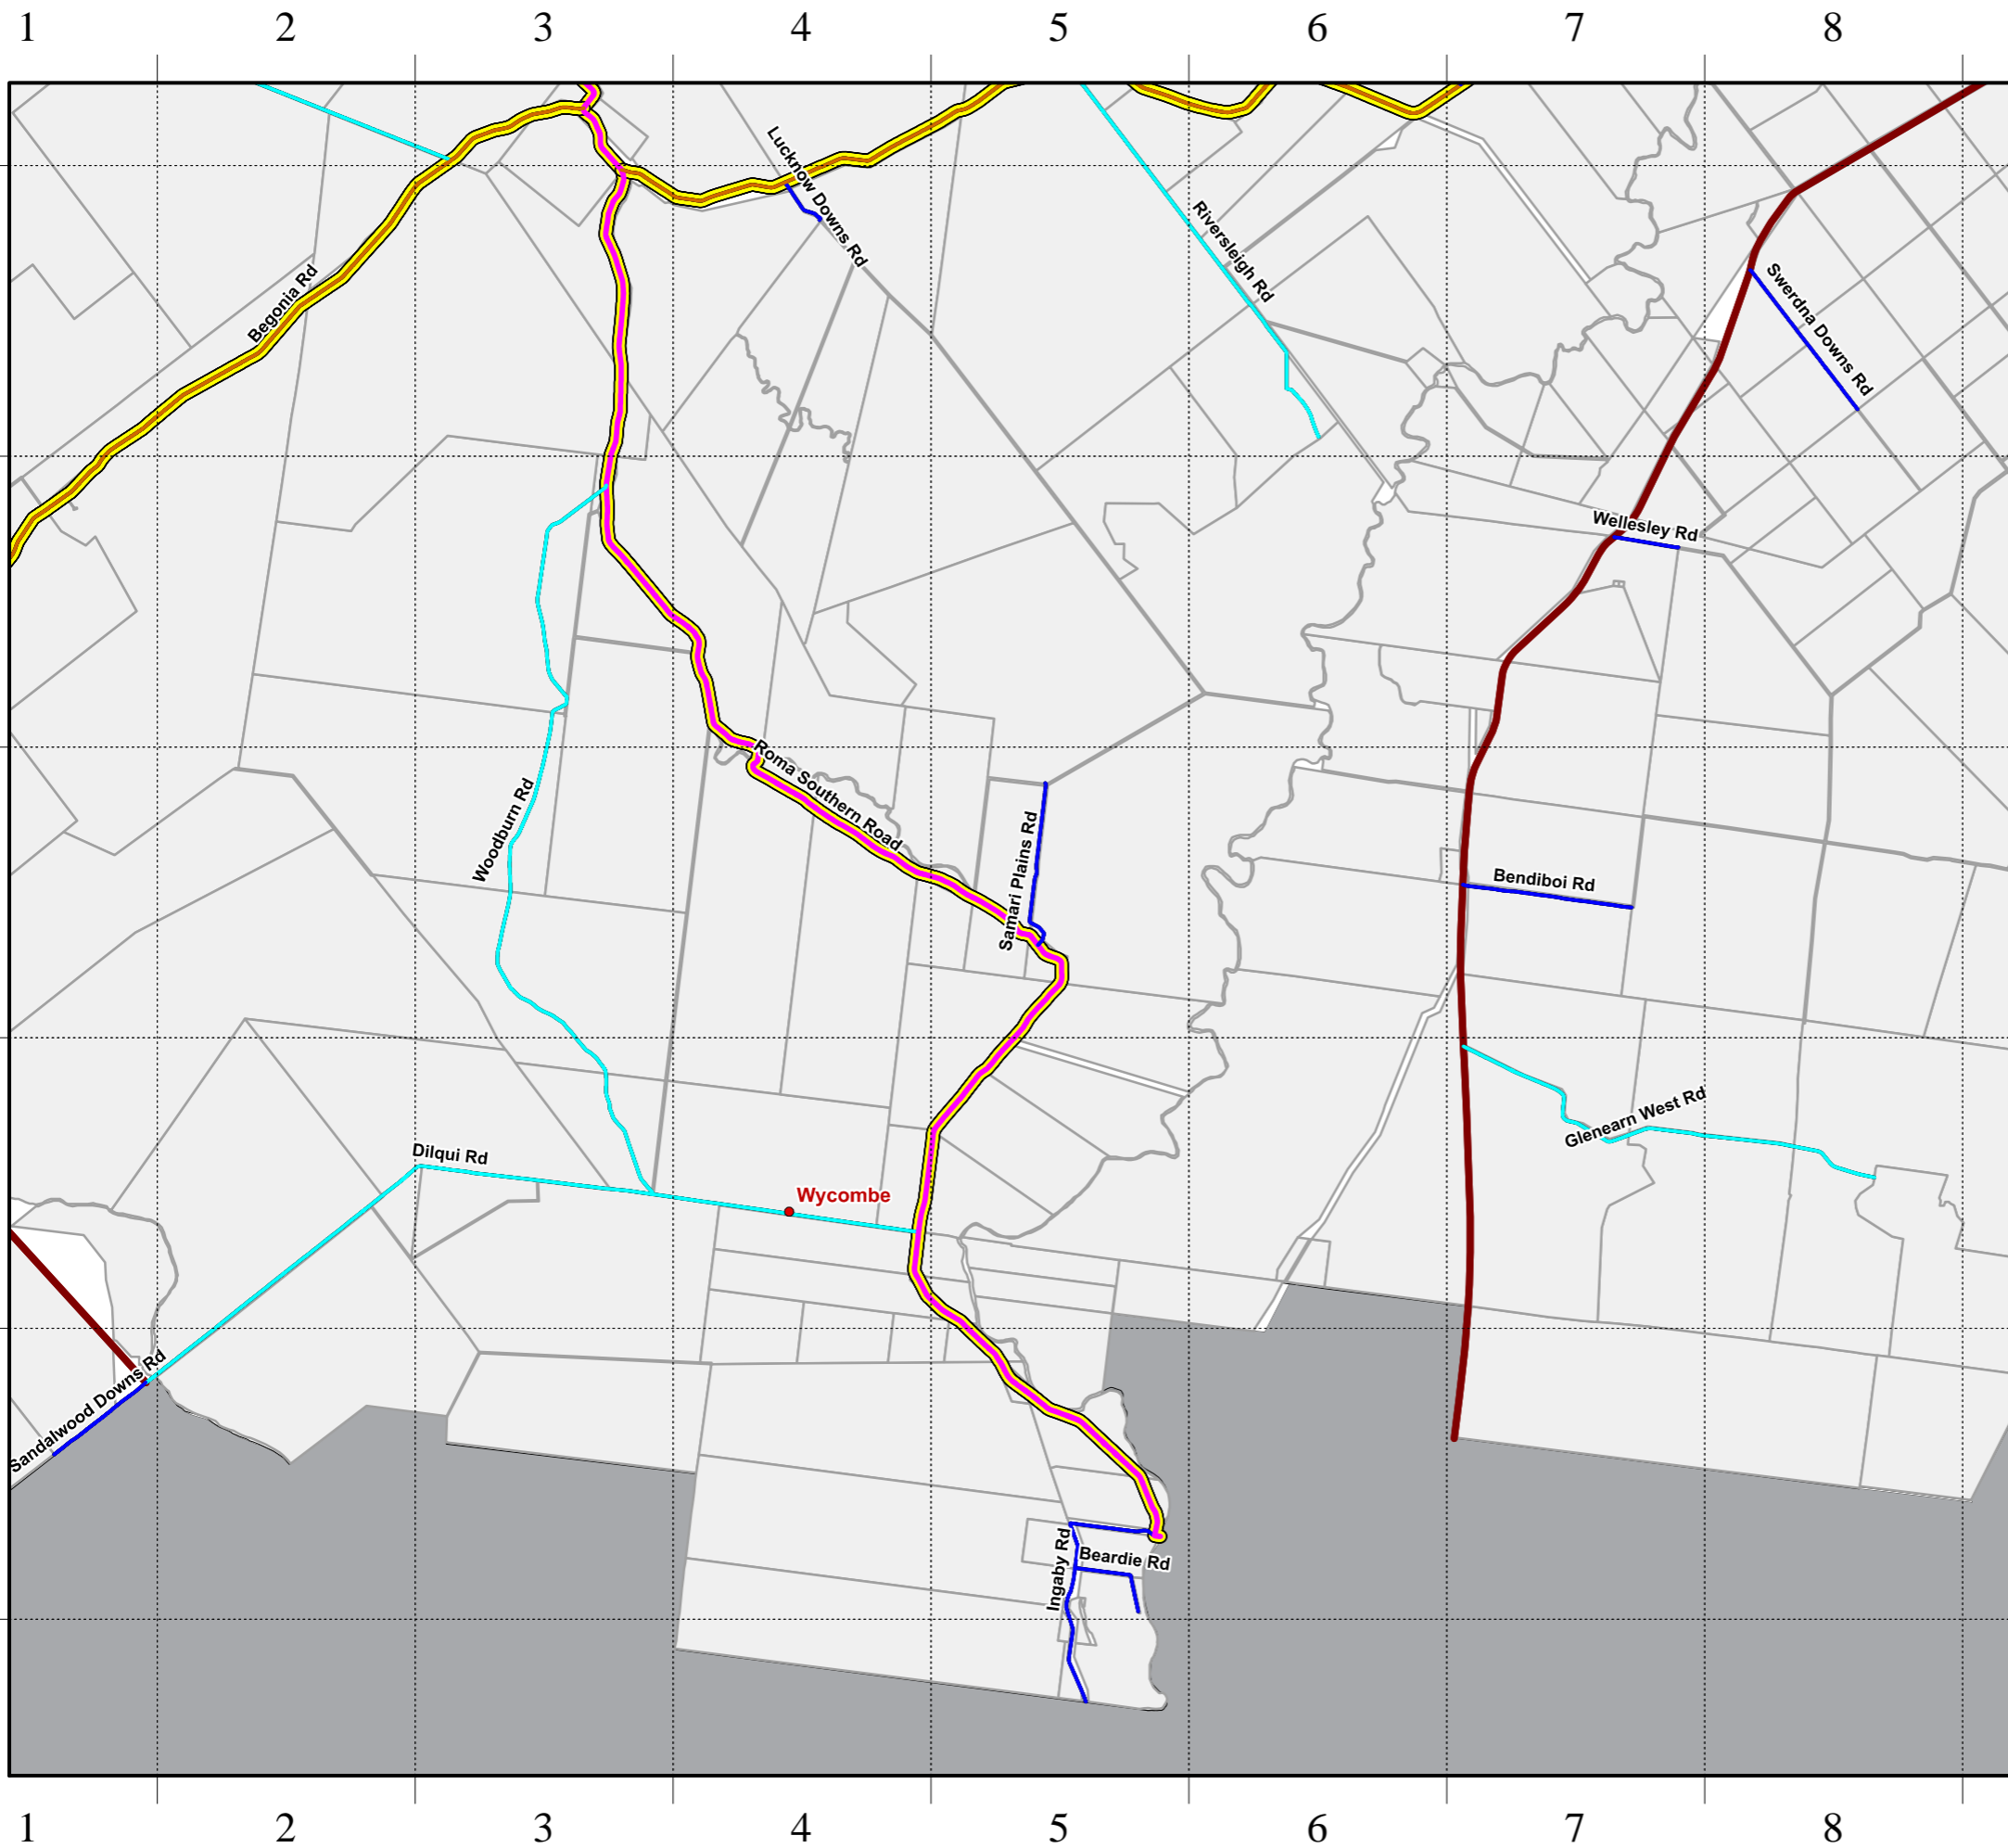 1 2 3 4 5 6 7 8
Lucknow Downs Rd
Riversleigh Rd
Begonia Rd
Swerdna Downs Rd
Wellesley Rd
Roma Southern Road
Woodburn Rd
Samari Plains Rd
Bendiboi Rd
Glenearn West Rd
Dilqui Rd
Wycombe
Sandalwood Downs Rd
Ingaby Rd
Beardie Rd
1 2 3 4 5 6 7 8